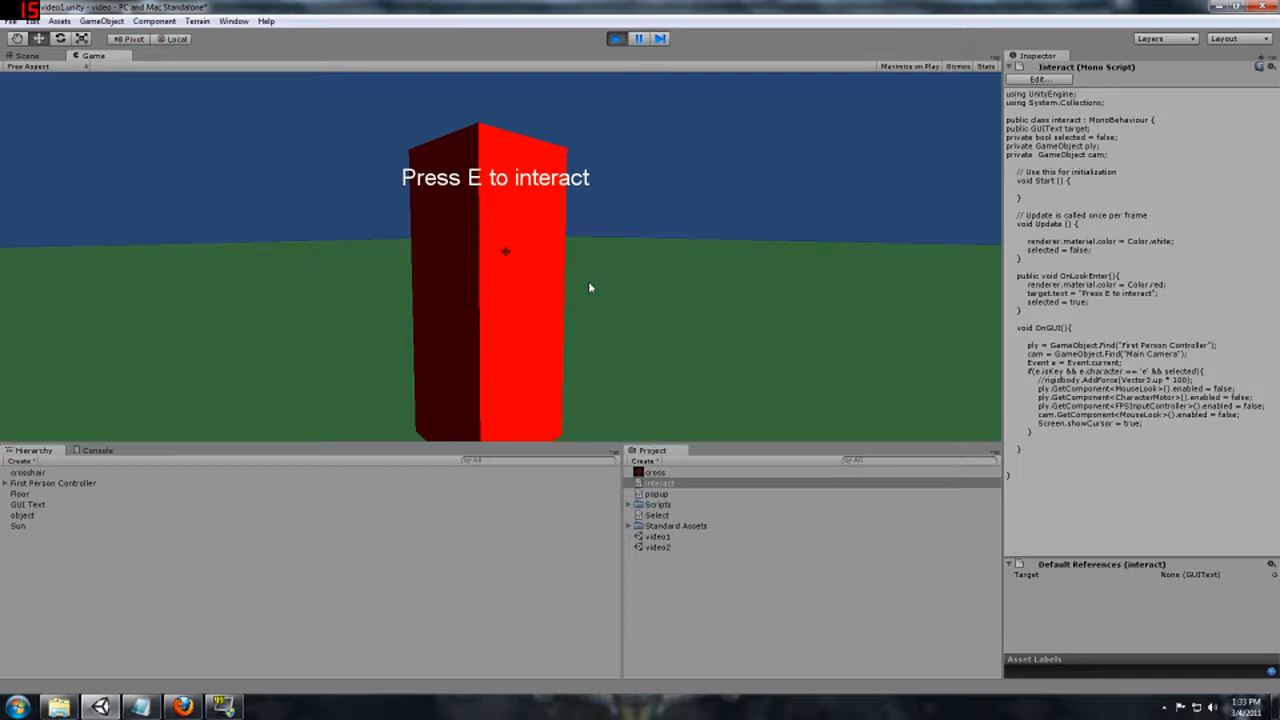 15
video1.unity - video - PC and Mac Standalone*
File Edit Assets GameObject Component Terrain Window Help
Pivot Local
Layers Layout
Scene Game
Free Aspect Maximise on Play Gizmos Stats
Press E to interact
Inspector
Interact (Mono Script)
Edit...
using UnityEngine;
using System.Collections;
public class interact : MonoBehaviour {
public GUIText target;
private bool selected = false;
private GameObject ply;
private GameObject cam;
// Use this for initialization
void Start () {
}
// Update is called once per frame
void Update () {
renderer.material.color = Color.white;
selected = false;
}
public void OnLookEnter(){
renderer.material.color = Color.red;
target.text = "Press E to interact";
selected = true;
}
void OnGUI(){
ply = GameObject.Find("First Person Controller");
cam = GameObject.Find("Main Camera");
Event e = Event.current;
if(e.isKey && e.character == 'e' && selected){
//rigidbody.AddForce(Vector3.up * 100);
ply.GetComponent<MouseLook>().enabled = false;
ply.GetComponent<CharacterMotor>().enabled = false;
ply.GetComponent<FPSInputController>().enabled = false;
cam.GetComponent<MouseLook>().enabled = false;
Screen.showCursor = true;
}
}
}
Default References (interact)
Target None (GUIText)
Asset Labels
Hierarchy Console
Create All
crosshair
First Person Controller
Floor
GUI Text
object
Sun
Project
Create All
cross
interact
popup
Scripts
Select
Standard Assets
video1
video2
1:33 PM
3/4/2011